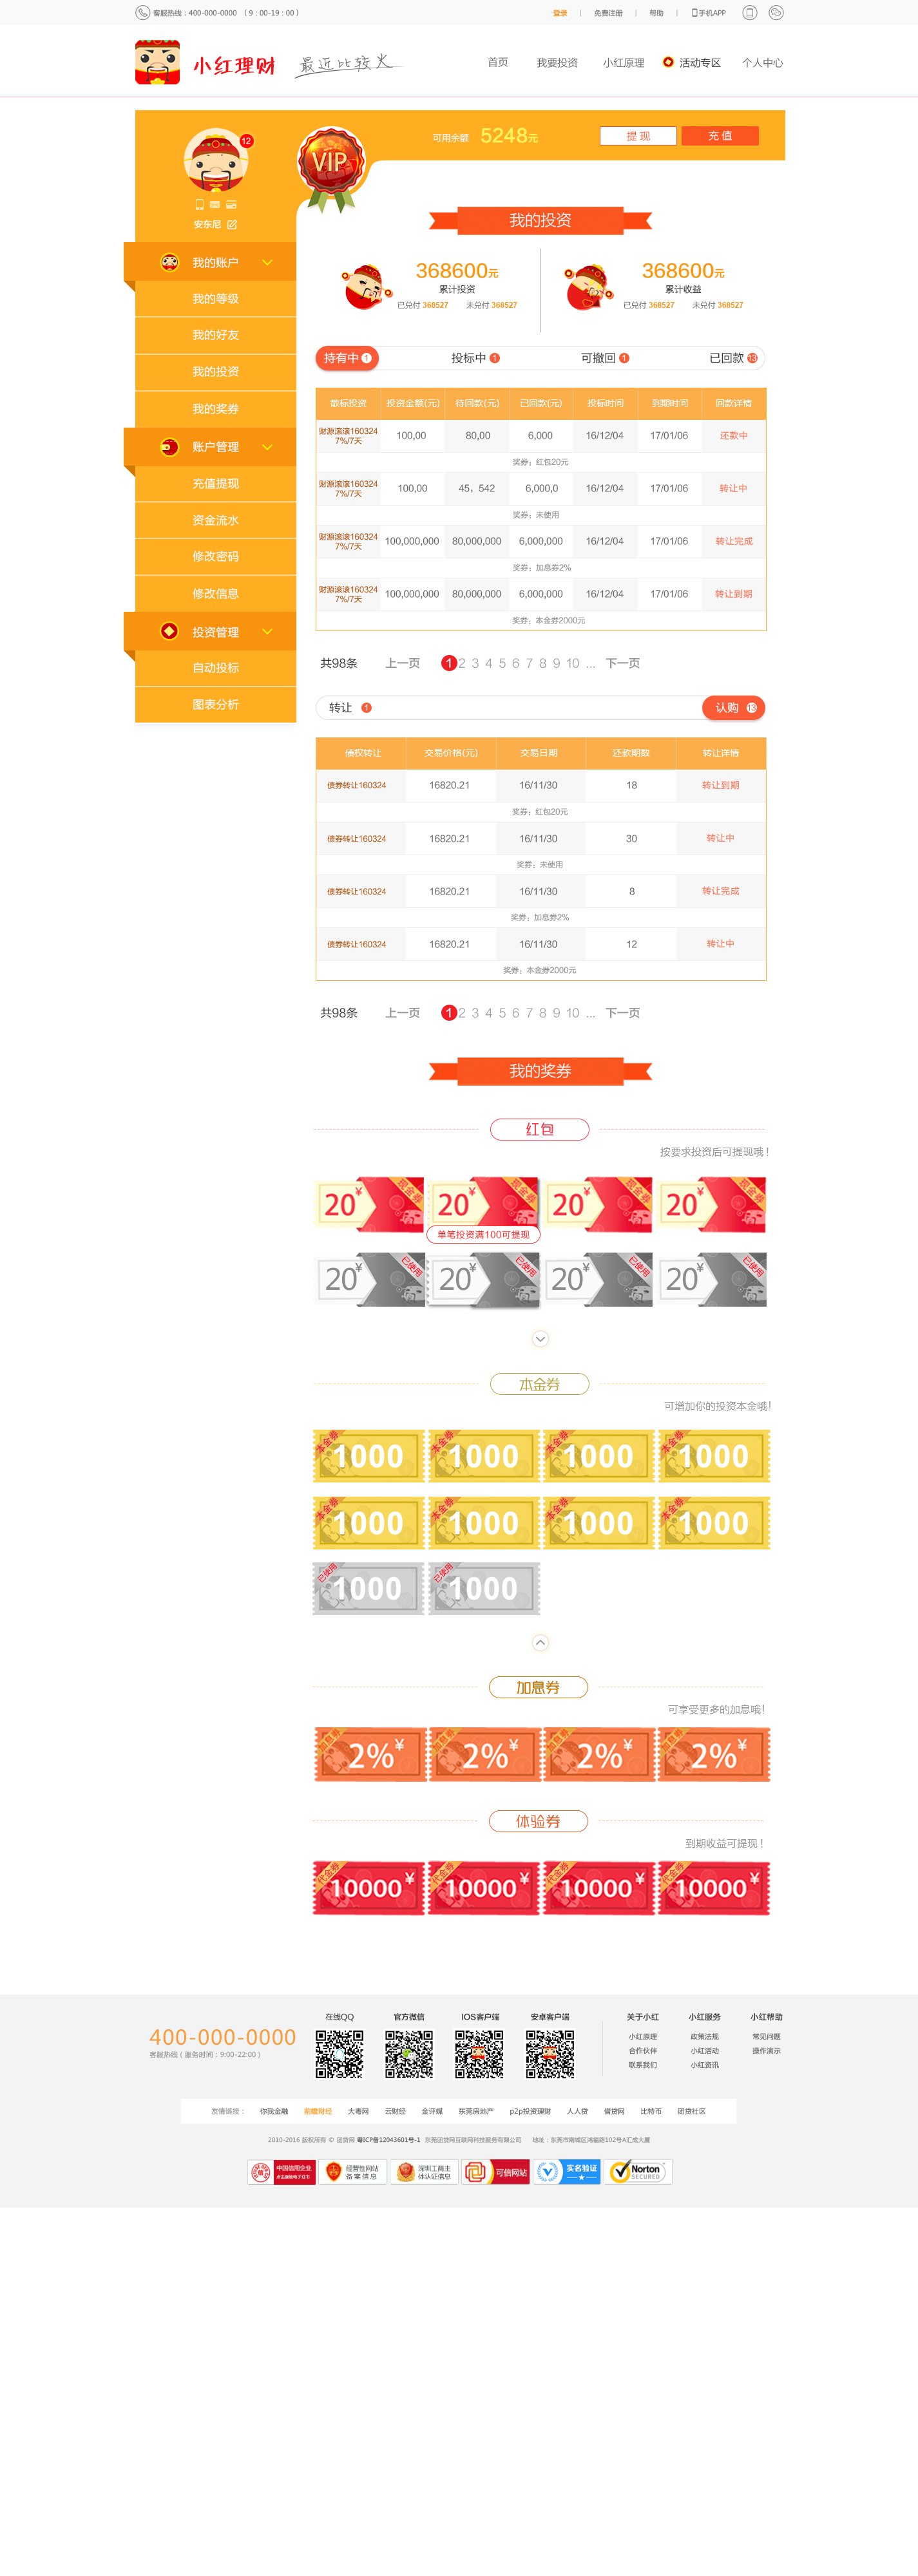 客服热线：400-000-0000 （9：00-19：00）
登录 | 免费注册 | 帮助 | 手机APP
小红理财 最近比较火
首页 我要投资 小红原理 活动专区 个人中心
12
安东尼
VIP
可用余额 5248元
提现 充值
我的账户
我的等级
我的好友
我的投资
我的奖券
账户管理
充值提现
资金流水
修改密码
修改信息
投资管理
自动投标
图表分析
我的投资
368600元
累计投资
已兑付 368527 未兑付 368527
368600元
累计收益
已兑付 368527 未兑付 368527
持有中 1 投标中 1 可撤回 1 已回款 13
散标投资 投资金额(元) 待回款(元) 已回款(元) 投标时间 到期时间 回款详情
财源滚滚160324 7%/7天 100,00 80,00 6,000 16/12/04 17/01/06 还款中
奖券：红包20元
财源滚滚160324 7%/7天 100,00 45，542 6,000,0 16/12/04 17/01/06 转让中
奖券：未使用
财源滚滚160324 7%/7天 100,000,000 80,000,000 6,000,000 16/12/04 17/01/06 转让完成
奖券：加息券2%
财源滚滚160324 7%/7天 100,000,000 80,000,000 6,000,000 16/12/04 17/01/06 转让到期
奖券：本金券2000元
共98条 上一页 1 2 3 4 5 6 7 8 9 10 ... 下一页
转让 1 认购 13
债权转让 交易价格(元) 交易日期 还款期数 转让详情
债券转让160324 16820.21 16/11/30 18 转让到期
奖券：红包20元
债券转让160324 16820.21 16/11/30 30 转让中
奖券：未使用
债券转让160324 16820.21 16/11/30 8 转让完成
奖券：加息券2%
债券转让160324 16820.21 16/11/30 12 转让中
奖券：本金券2000元
共98条 上一页 1 2 3 4 5 6 7 8 9 10 ... 下一页
我的奖券
红包
按要求投资后可提现哦！
20¥ 现金券 20¥ 现金券 20¥ 现金券 20¥ 现金券
单笔投资满100可提现
20¥ 已使用 20¥ 已使用 20¥ 已使用 20¥ 已使用
本金券
可增加你的投资本金哦！
本金券 1000 本金券 1000 本金券 1000 本金券 1000
本金券 1000 本金券 1000 本金券 1000 本金券 1000
已使用 1000 已使用 1000
加息券
可享受更多的加息哦！
2%¥ 2%¥ 2%¥ 2%¥
体验券
到期收益可提现！
代金券 10000¥ 代金券 10000¥ 代金券 10000¥ 代金券 10000¥
400-000-0000
客服热线（服务时间：9:00-22:00）
在线QQ 官方微信 IOS客户端 安卓客户端
关于小红 小红服务 小红帮助
小红原理 政策法规 常见问题
合作伙伴 小红活动 操作演示
联系我们 小红资讯
友情链接： 你我金融 前瞻财经 大粤网 云财经 金评媒 东莞房地产 p2p投资理财 人人贷 借贷网 比特币 团贷社区
2010-2016 版权所有 © 团贷网 粤ICP备12043601号-1 东莞团贷网互联网科技服务有限公司 地址：东莞市南城区鸿福路102号A汇成大厦
中国信用企业
经营性网站 备案信息
深圳工商主体认证信息
可信网站
实名验证
Norton SECURED